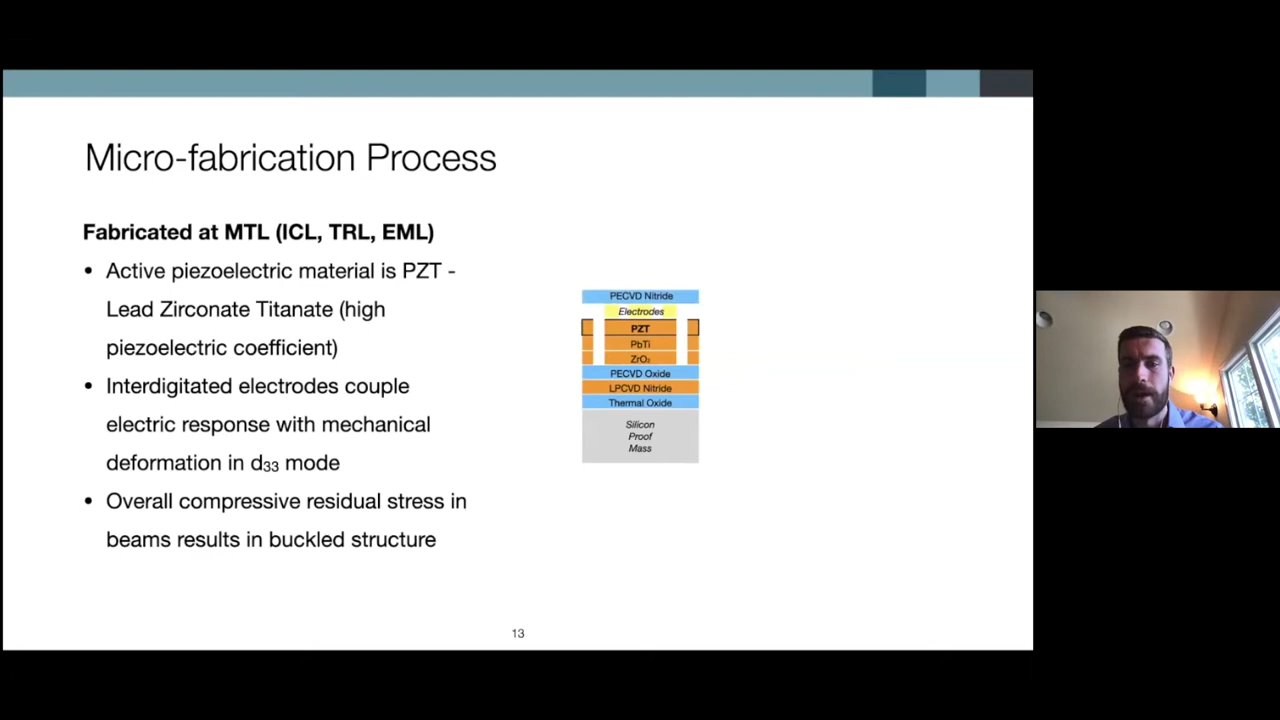 Micro-fabrication Process
Fabricated at MTL (ICL, TRL, EML)
• Active piezoelectric material is PZT -
Lead Zirconate Titanate (high
piezoelectric coefficient)
• Interdigitated electrodes couple
electric response with mechanical
deformation in d₃₃ mode
• Overall compressive residual stress in
beams results in buckled structure
PECVD Nitride
Electrodes
PZT
PbTi
ZrO₂
PECVD Oxide
LPCVD Nitride
Thermal Oxide
Silicon
Proof
Mass
13